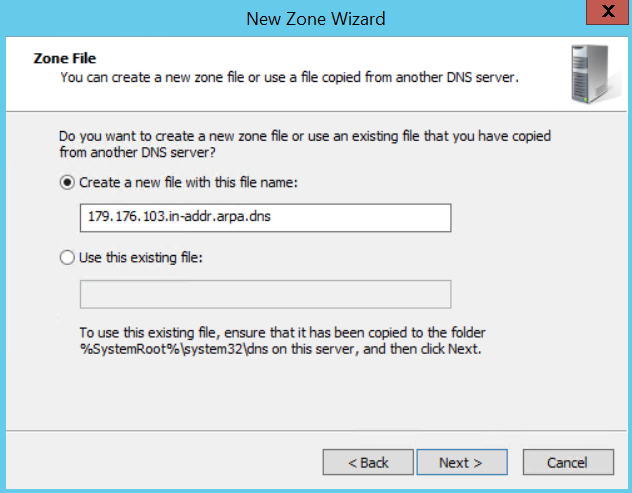 New Zone Wizard
X
Zone File
You can create a new zone file or use a file copied from another DNS server.
Do you want to create a new zone file or use an existing file that you have copied
from another DNS server?
Create a new file with this file name:
179.176.103.in-addr.arpa.dns
Use this existing file:
To use this existing file, ensure that it has been copied to the folder
%SystemRoot%\system32\dns on this server, and then click Next.
< Back Next > Cancel